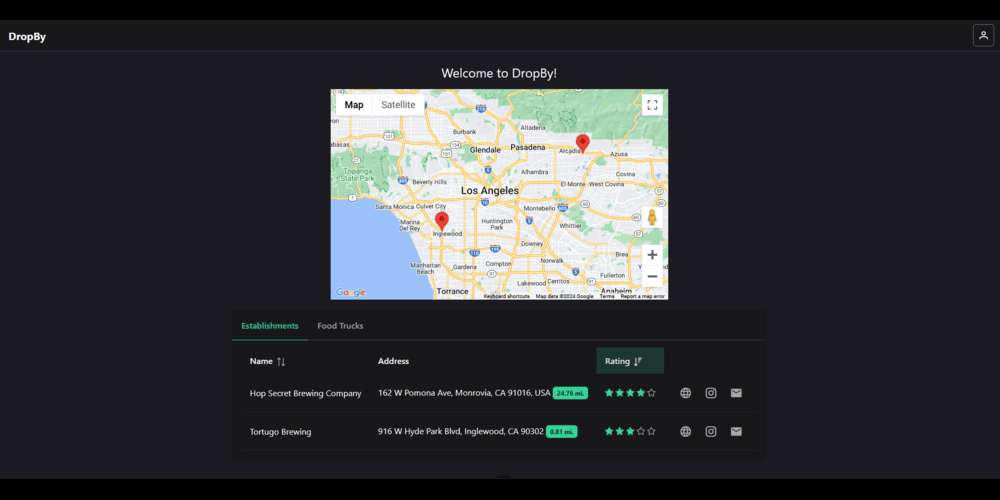 DropBy
Welcome to DropBy!
Map Satellite
Burbank
Altadena
Glendale Pasadena
Arcadia
Azusa
Covina
Topanga
State Park
Beverly Hills
Alhambra
El Monte West Covina
Los Angeles
Santa Monica Culver City
Montebello
Marina
Del Rey
Inglewood
Huntington
Park
Whittier
Downey
Brea
Manhattan
Beach
Gardena
Compton
Norwalk
Fullerton
Lakewood Cerritos
Torrance
Anaheim
Google
Keyboard shortcuts Map data ©2024 Google Terms Report a map error
Establishments Food Trucks
Name Address Rating
Hop Secret Brewing Company 162 W Pomona Ave, Monrovia, CA 91016, USA 24.76 mi.
Tortugo Brewing 916 W Hyde Park Blvd, Inglewood, CA 90302 0.81 mi.